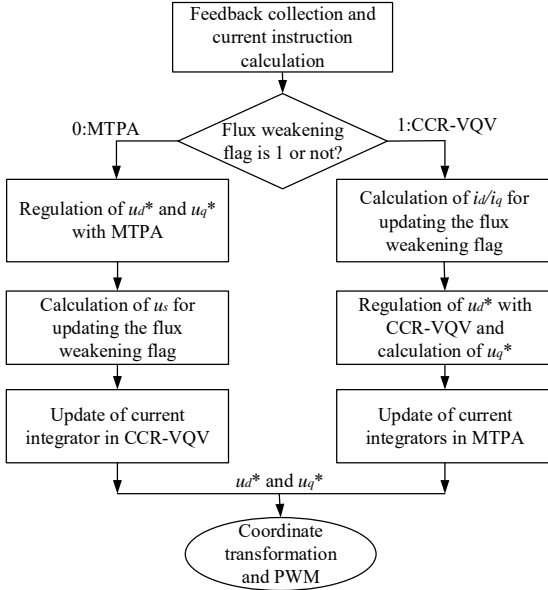 Feedback collection and
current instruction
calculation
0:MTPA
Flux weakening
flag is 1 or not?
1:CCR-VQV
Regulation of ud* and uq*
with MTPA
Calculation of id/iq for
updating the flux
weakening flag
Calculation of us for
updating the flux
weakening flag
Regulation of ud* with
CCR-VQV and
calculation of uq*
Update of current
integrator in CCR-VQV
Update of current
integrators in MTPA
ud* and uq*
Coordinate
transformation
and PWM